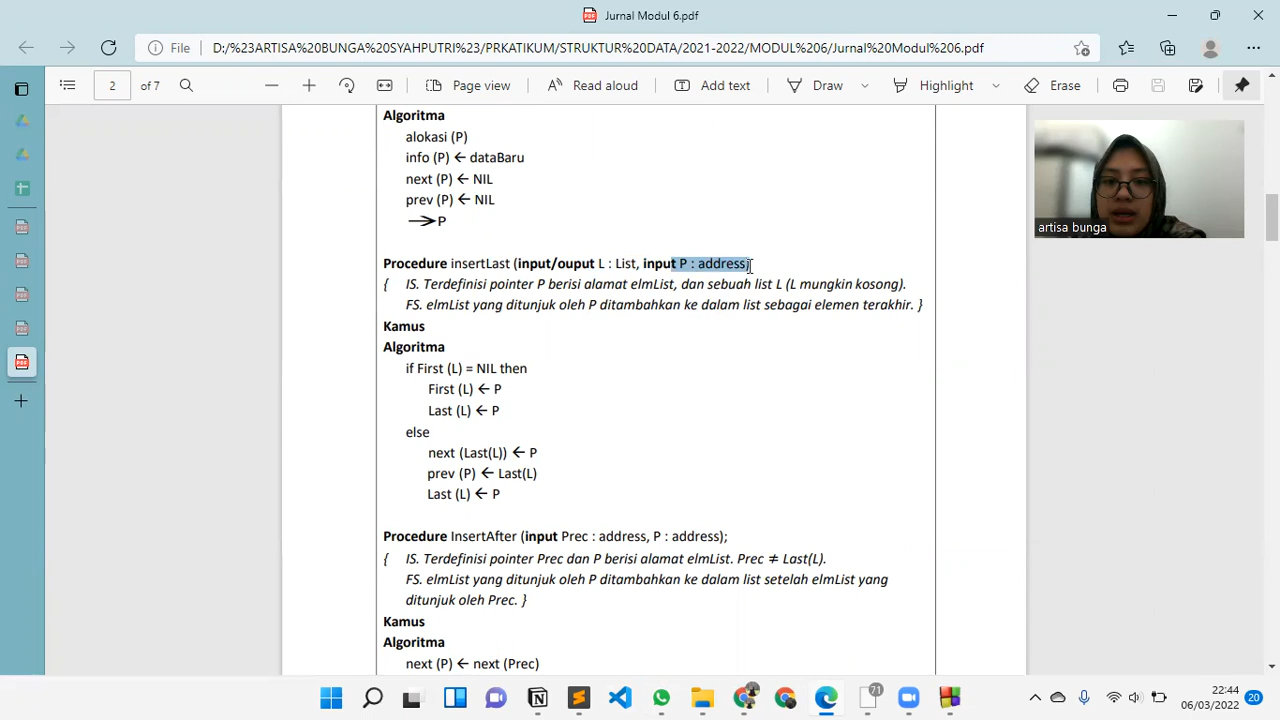 Jurnal Modul 6.pdf
File
D:/%23ARTISA%20BUNGA%20SYAHPUTRI%23/PRKATIKUM/STRUKTUR%20DATA/2021-2022/MODUL%206/Jurnal%20Modul%206.pdf
2 of 7
Page view
Read aloud
Add text
Draw
Highlight
Erase
Algoritma
alokasi (P)
info (P) ← dataBaru
next (P) ← NIL
prev (P) ← NIL
→ P
artisa bunga
Procedure insertLast (input/ouput L : List, input P : address)
{ IS. Terdefinisi pointer P berisi alamat elmList, dan sebuah list L (L mungkin kosong).
FS. elmList yang ditunjuk oleh P ditambahkan ke dalam list sebagai elemen terakhir. }
Kamus
Algoritma
if First (L) = NIL then
First (L) ← P
Last (L) ← P
else
next (Last(L)) ← P
prev (P) ← Last(L)
Last (L) ← P
Procedure InsertAfter (input Prec : address, P : address);
{ IS. Terdefinisi pointer Prec dan P berisi alamat elmList. Prec ≠ Last(L).
FS. elmList yang ditunjuk oleh P ditambahkan ke dalam list setelah elmList yang
ditunjuk oleh Prec. }
Kamus
Algoritma
next (P) ← next (Prec)
71
22:44
06/03/2022
20